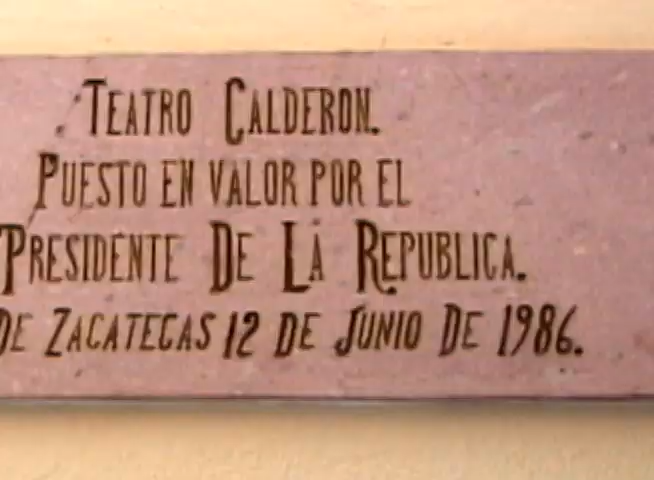 TEATRO CALDERON.
PUESTO EN VALOR POR EL
PRESIDENTE DE LA REPUBLICA.
DE ZACATECAS 12 DE JUNIO DE 1986.